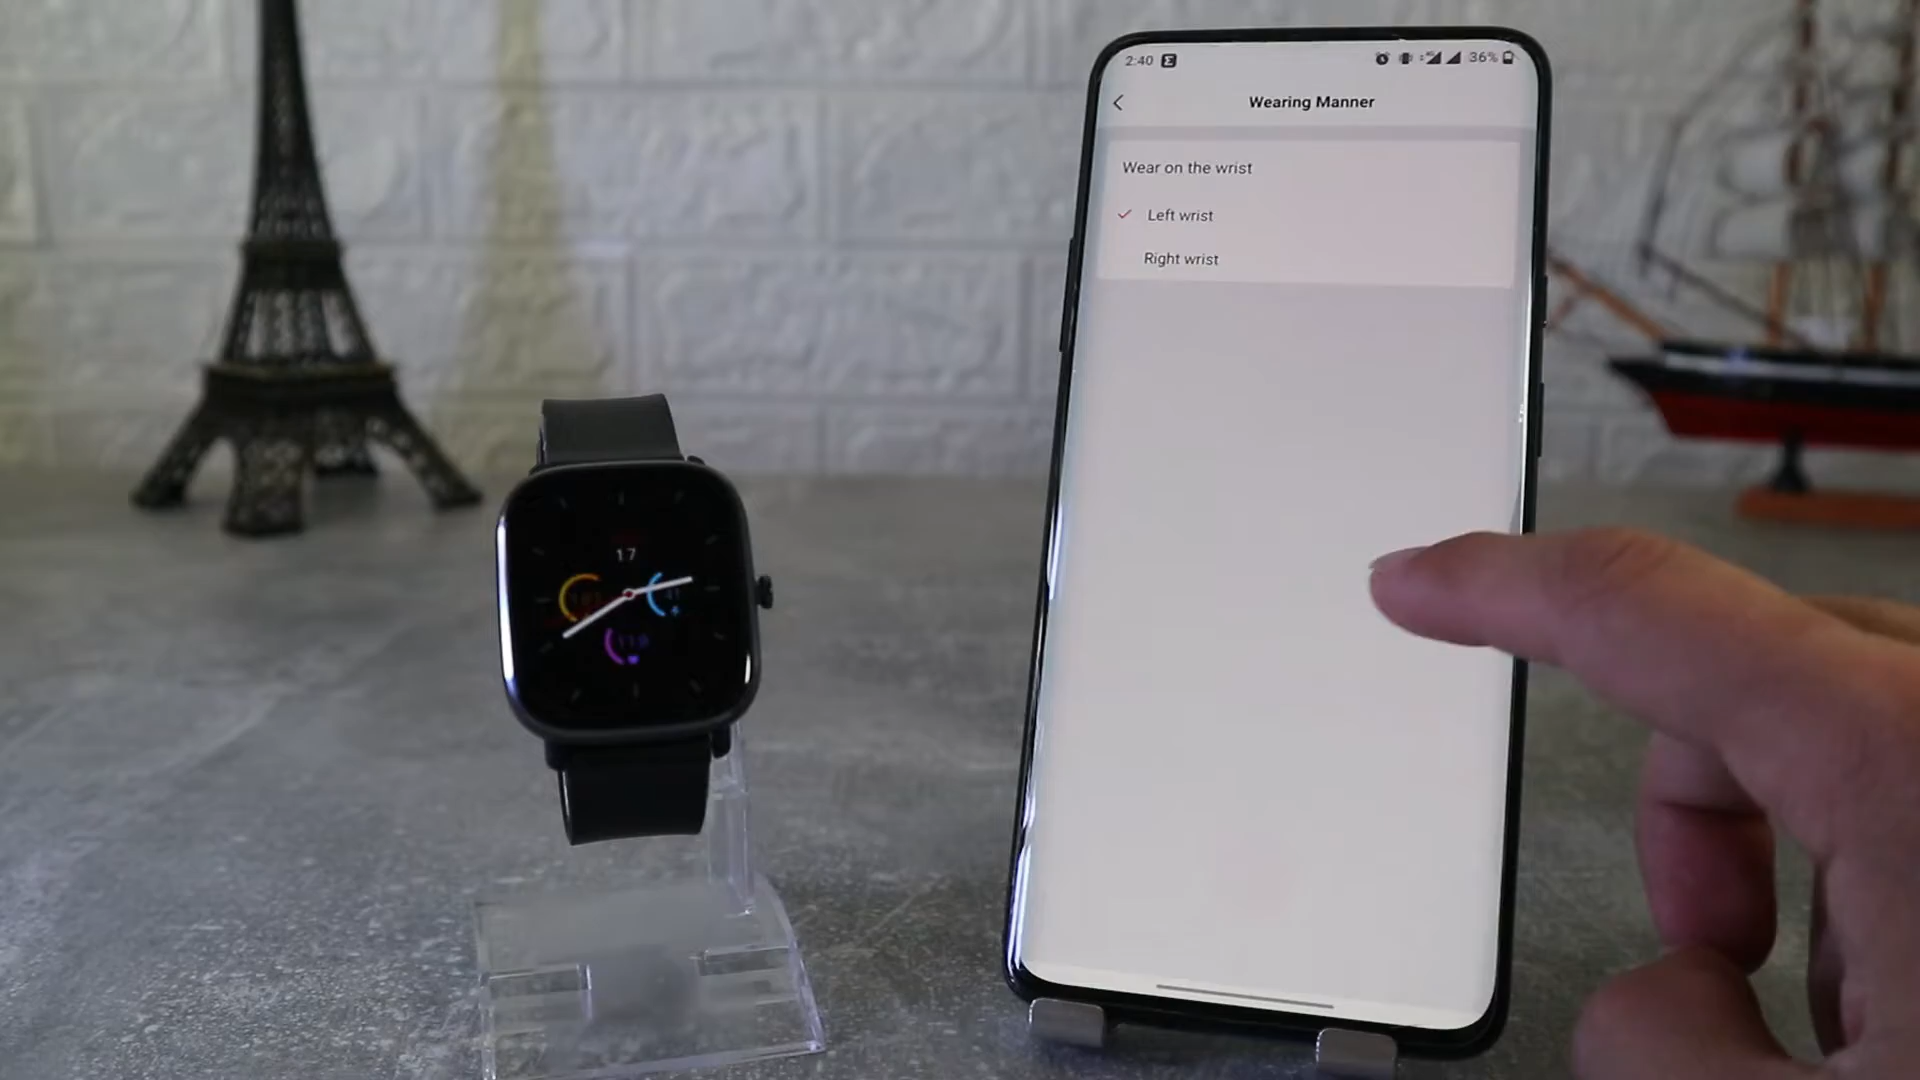 2:40
36%
Wearing Manner
Wear on the wrist
Left wrist
Right wrist
17